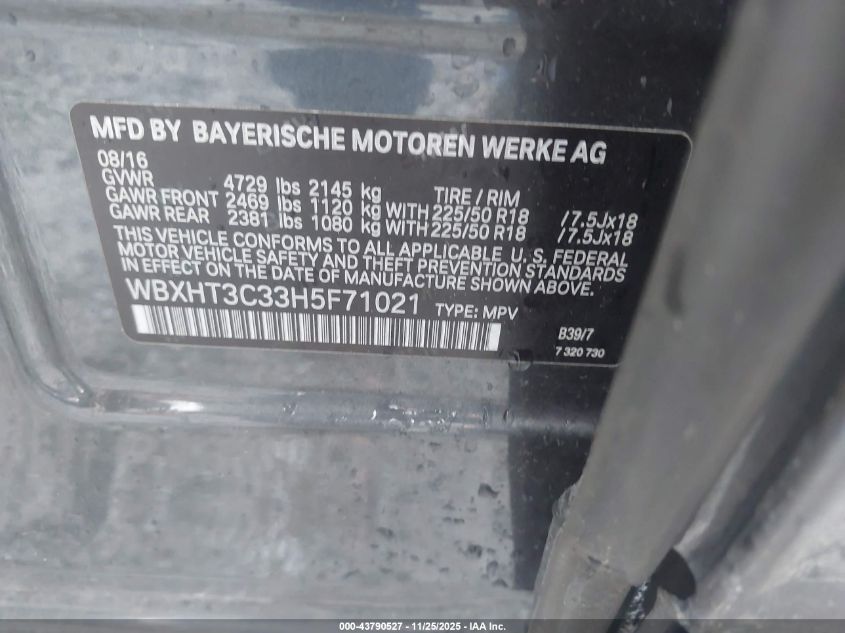 MFD BY BAYERISCHE MOTOREN WERKE AG
08/16
GVWR 4729 lbs 2145 kg TIRE / RIM
GAWR FRONT 2469 lbs 1120 kg WITH 225/50 R18 /7.5Jx18
GAWR REAR 2381 lbs 1080 kg WITH 225/50 R18 /7.5Jx18
THIS VEHICLE CONFORMS TO ALL APPLICABLE U. S. FEDERAL
MOTOR VEHICLE SAFETY AND THEFT PREVENTION STANDARDS
IN EFFECT ON THE DATE OF MANUFACTURE SHOWN ABOVE.
WBXHT3C33H5F71021 TYPE: MPV
B39/7
7 320 730
000-43790527 - 11/25/2025 - IAA Inc.